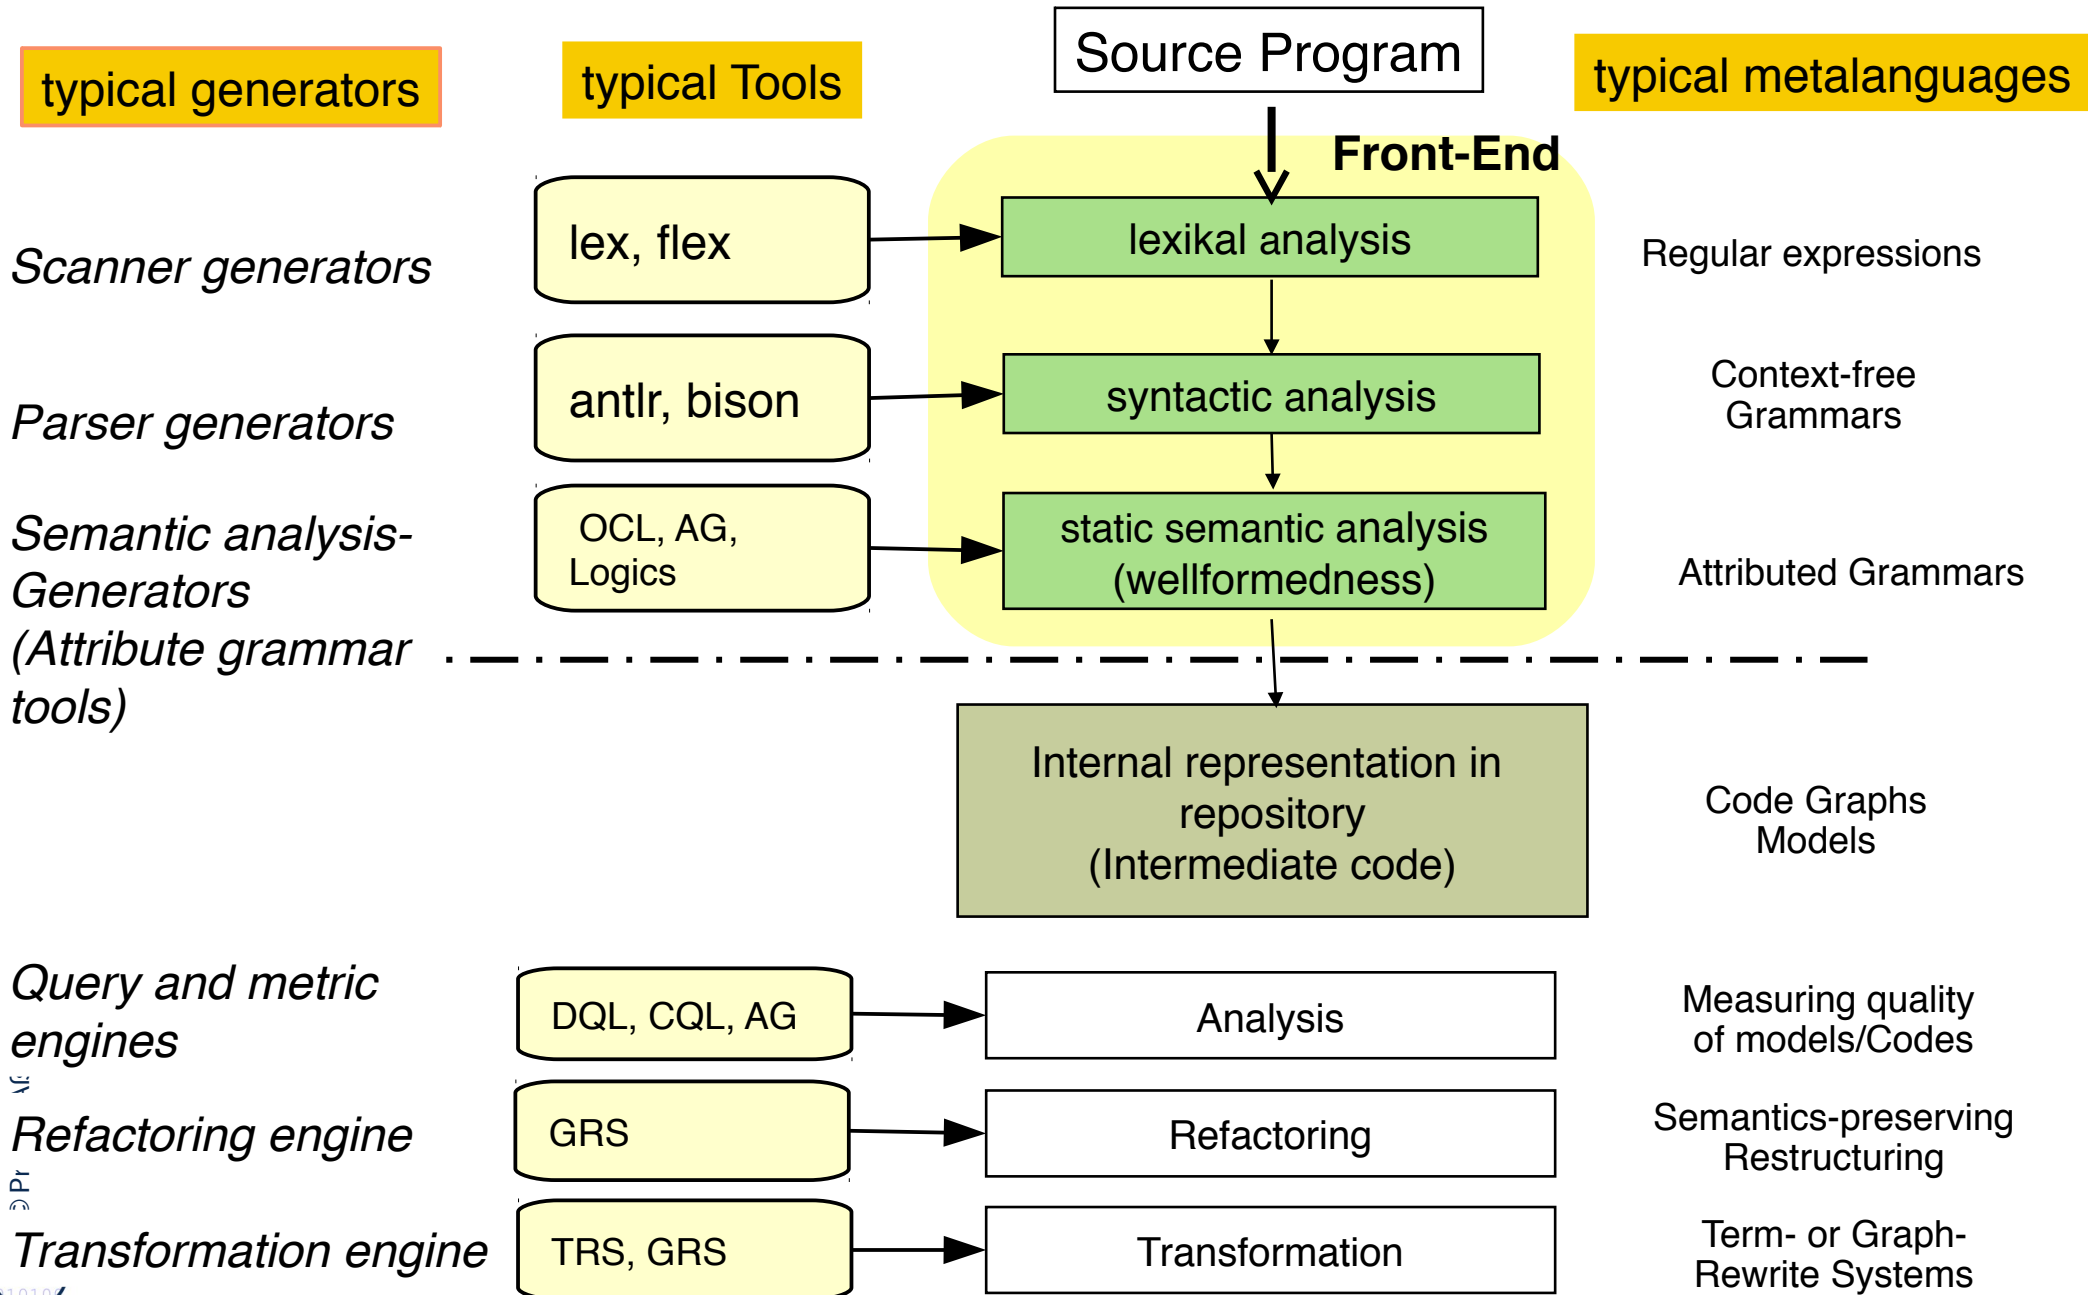 Source Program
typical generators
typical Tools
typical metalanguages
Front-End
Scanner generators
lex, flex
lexikal analysis
Regular expressions
Parser generators
antlr, bison
syntactic analysis
Context-free
Grammars
Semantic analysis-
Generators
(Attribute grammar
tools)
OCL, AG,
Logics
static semantic analysis
(wellformedness)
Attributed Grammars
Internal representation in
repository
(Intermediate code)
Code Graphs
Models
Query and metric
engines
DQL, CQL, AG
Analysis
Measuring quality
of models/Codes
Refactoring engine
GRS
Refactoring
Semantics-preserving
Restructuring
© Pr
Transformation engine
TRS, GRS
Transformation
Term- or Graph-
Rewrite Systems